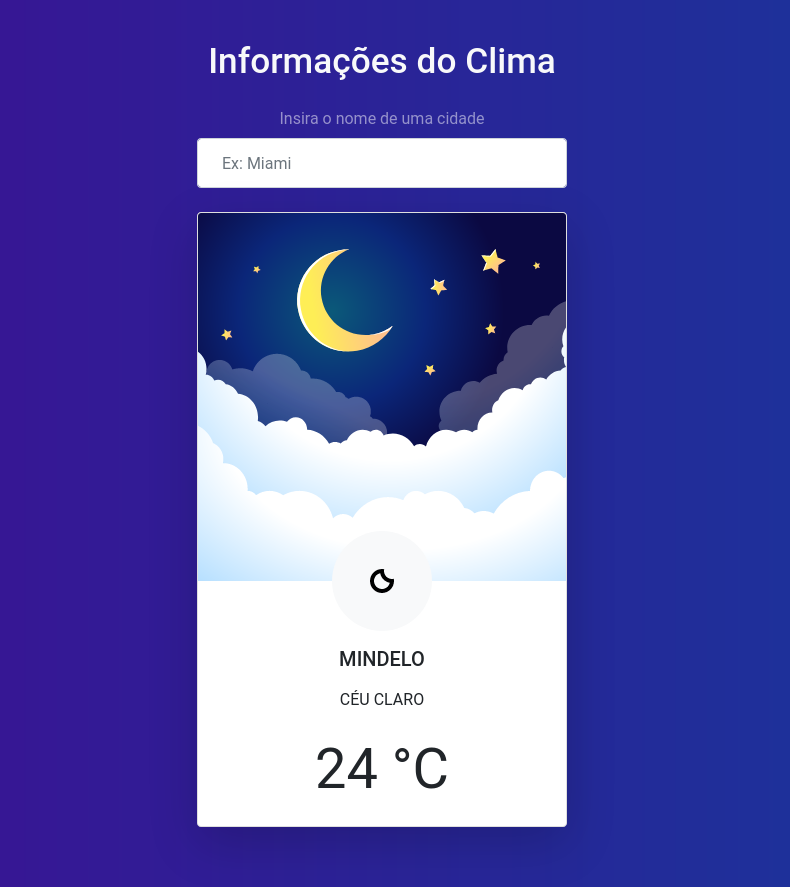 Informações do Clima
Insira o nome de uma cidade
Ex: Miami
MINDELO
CÉU CLARO
24 °C